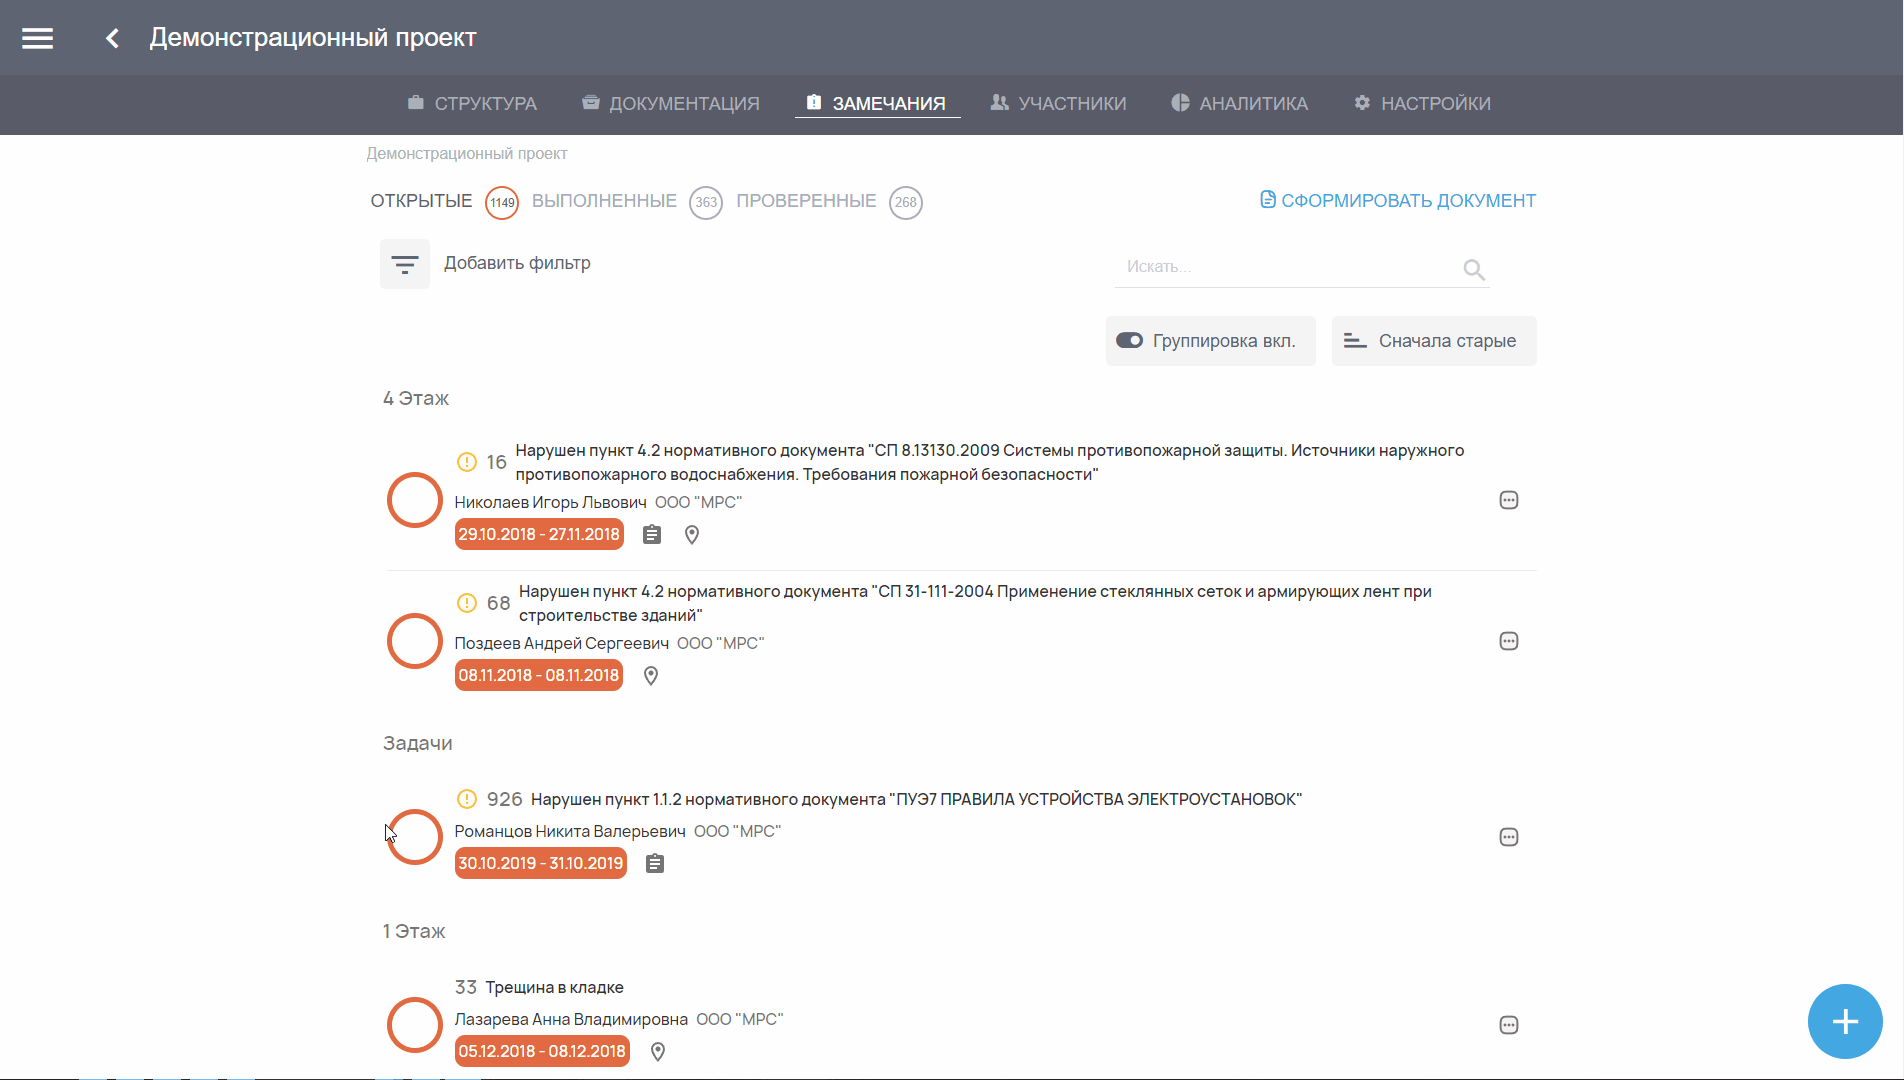 Демонстрационный проект
СТРУКТУРА ДОКУМЕНТАЦИЯ ЗАМЕЧАНИЯ УЧАСТНИКИ АНАЛИТИКА НАСТРОЙКИ
Демонстрационный проект
ОТКРЫТЫЕ 1149 ВЫПОЛНЕННЫЕ 363 ПРОВЕРЕННЫЕ 268 СФОРМИРОВАТЬ ДОКУМЕНТ
Добавить фильтр Искать...
Группировка вкл. Сначала старые
4 Этаж
16 Нарушен пункт 4.2 нормативного документа "СП 8.13130.2009 Системы противопожарной защиты. Источники наружного
противопожарного водоснабжения. Требования пожарной безопасности"
Николаев Игорь Львович ООО "МРС"
29.10.2018 - 27.11.2018
68 Нарушен пункт 4.2 нормативного документа "СП 31-111-2004 Применение стеклянных сеток и армирующих лент при
строительстве зданий"
Поздеев Андрей Сергеевич ООО "МРС"
08.11.2018 - 08.11.2018
Задачи
926 Нарушен пункт 1.1.2 нормативного документа "ПУЭ7 ПРАВИЛА УСТРОЙСТВА ЭЛЕКТРОУСТАНОВОК"
Романцов Никита Валерьевич ООО "МРС"
30.10.2019 - 31.10.2019
1 Этаж
33 Трещина в кладке
Лазарева Анна Владимировна ООО "МРС"
05.12.2018 - 08.12.2018